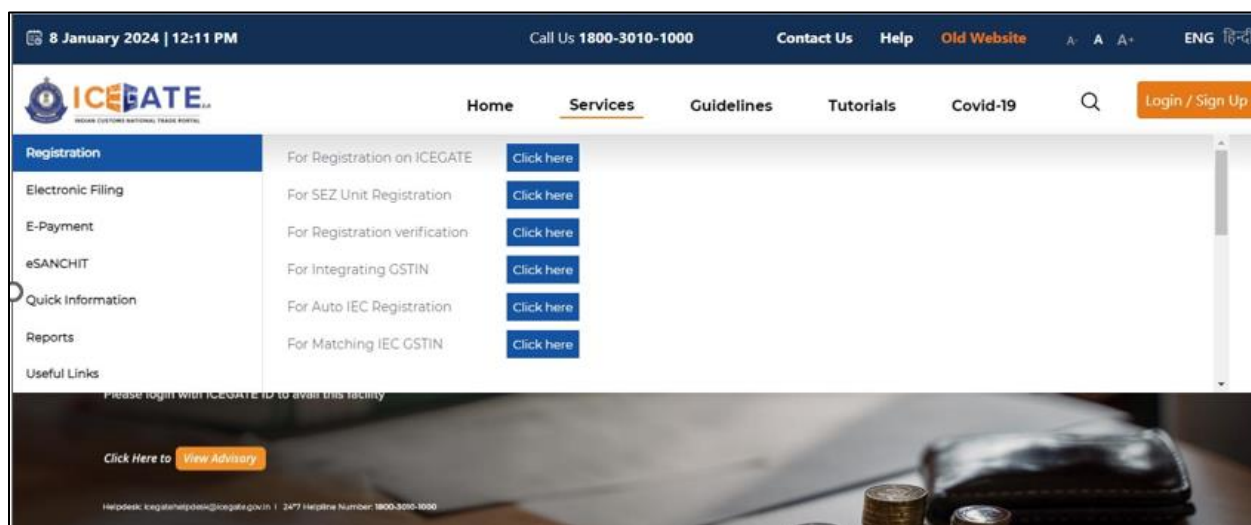 8 January 2024 | 12:11 PM Call Us 1800-3010-1000 Contact Us Help Old Website A- A A+ ENG हिन्दी
ICEGATE
INDIAN CUSTOMS NATIONAL TRADE PORTAL
Home Services Guidelines Tutorials Covid-19 Login / Sign Up
Registration
Electronic Filing
E-Payment
eSANCHIT
Quick Information
Reports
Useful Links
For Registration on ICEGATE Click here
For SEZ Unit Registration Click here
For Registration verification Click here
For Integrating GSTIN Click here
For Auto IEC Registration Click here
For Matching IEC GSTIN Click here
Please login with ICEGATE ID to avail this facility
Click Here to View Advisory
Helpdesk: icegatehelpdesk@icegate.gov.in | 24*7 Helpline Number: 1800-3010-1000